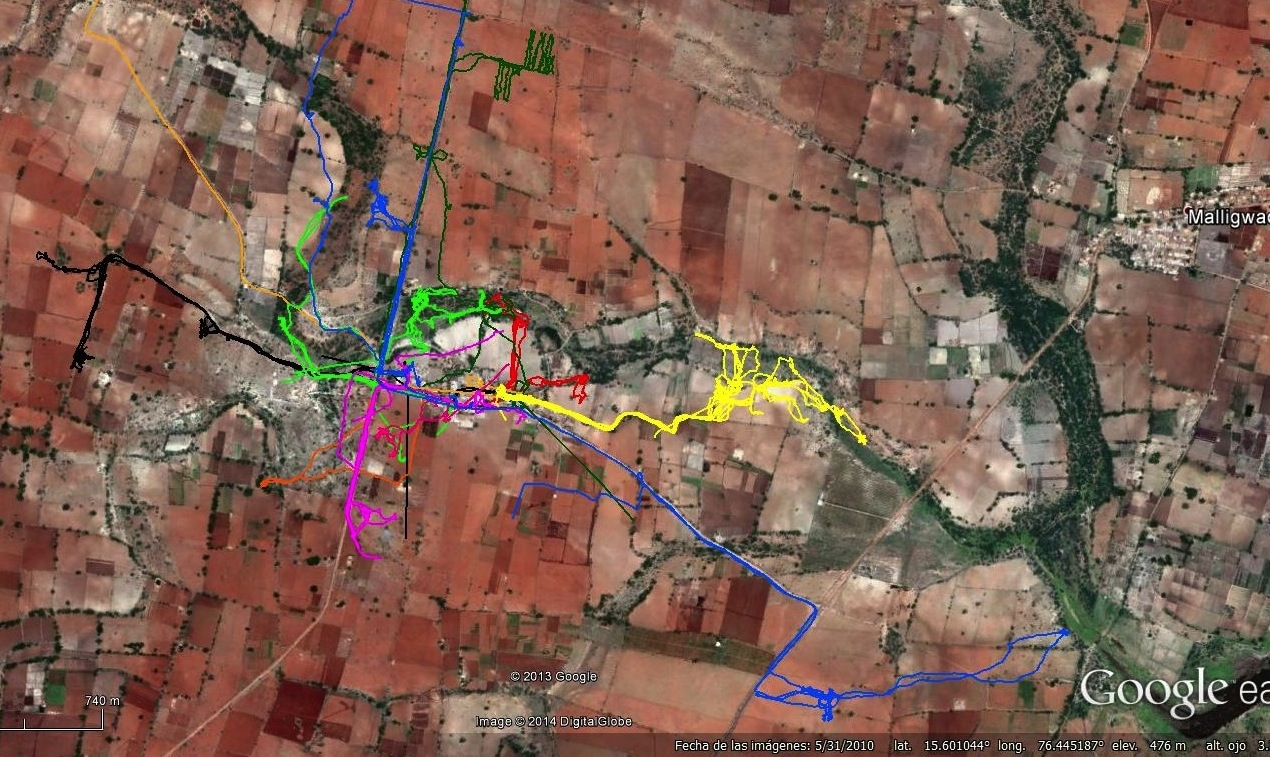 Malligwad
© 2013 Google
740 m
Image © 2014 DigitalGlobe
Google ea
Fecha de las imágenes: 5/31/2010 lat. 15.601044° long. 76.445187° elev. 476 m alt. ojo 3.